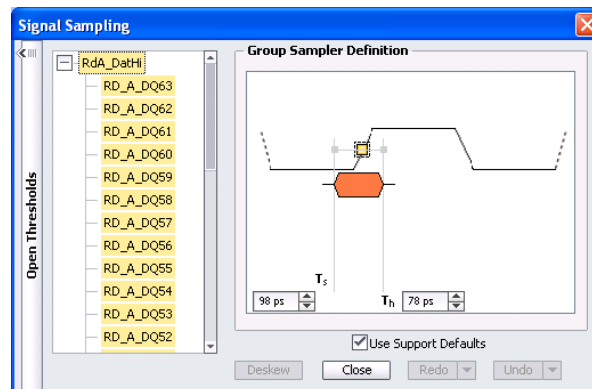 Signal Sampling
Open Thresholds
RdA_DatHi
RD_A_DQ63
RD_A_DQ62
RD_A_DQ61
RD_A_DQ60
RD_A_DQ59
RD_A_DQ58
RD_A_DQ57
RD_A_DQ56
RD_A_DQ55
RD_A_DQ54
RD_A_DQ53
RD_A_DQ52
Group Sampler Definition
Ts
98 ps
Th
78 ps
Use Support Defaults
Deskew
Close
Redo
Undo